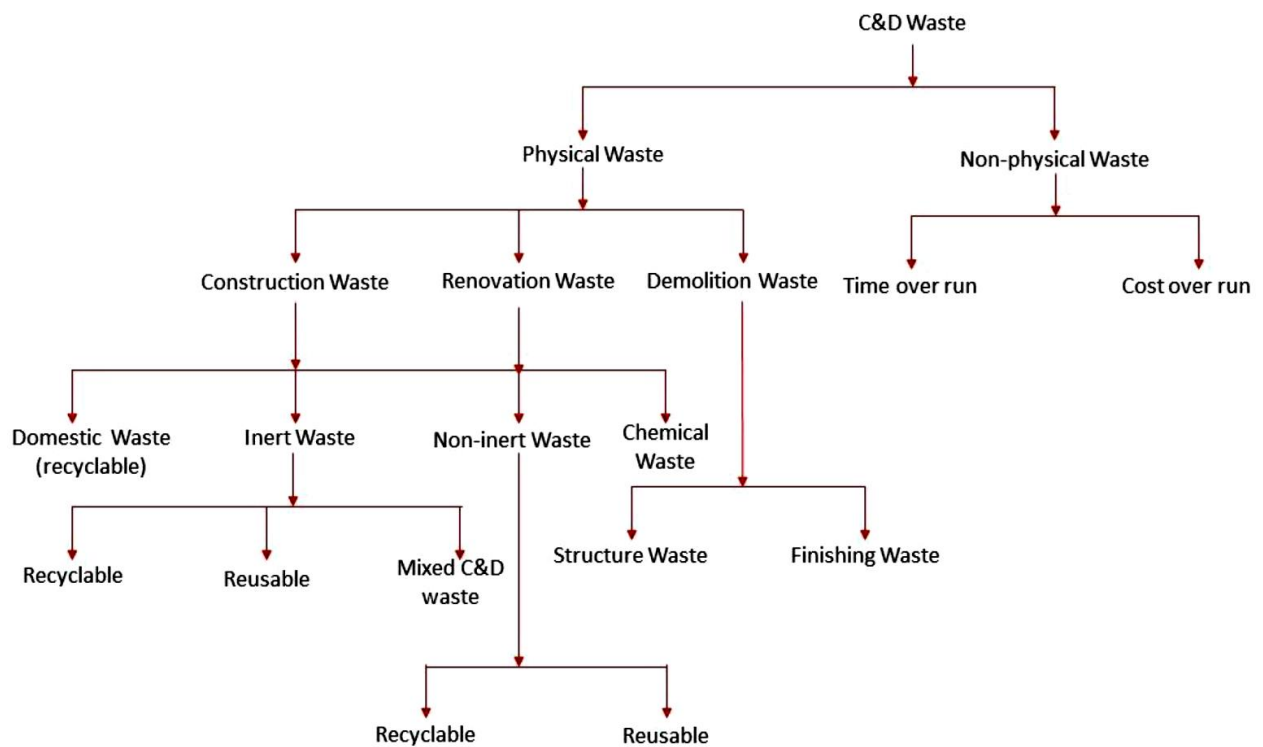 C&D Waste
Physical Waste
Non-physical Waste
Construction Waste
Renovation Waste
Demolition Waste
Time over run
Cost over run
Domestic Waste
(recyclable)
Inert Waste
Non-inert Waste
Chemical
Waste
Recyclable
Reusable
Mixed C&D
waste
Structure Waste
Finishing Waste
Recyclable
Reusable